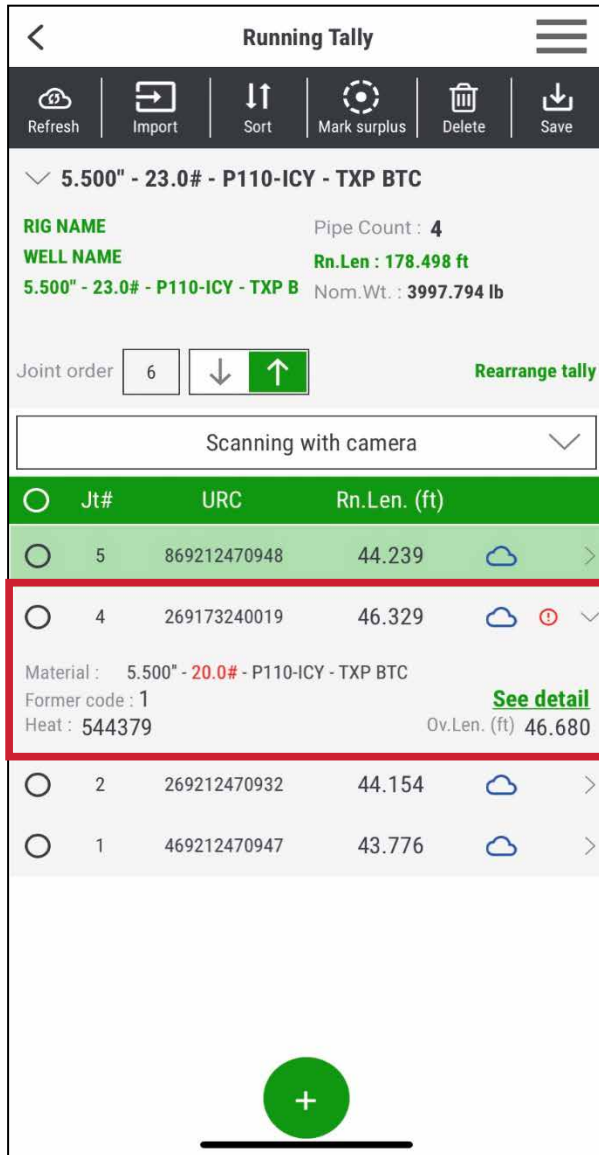 Running Tally
Refresh Import Sort Mark surplus Delete Save
5.500" - 23.0# - P110-ICY - TXP BTC
RIG NAME Pipe Count : 4
WELL NAME Rn.Len : 178.498 ft
5.500" - 23.0# - P110-ICY - TXP B Nom.Wt. : 3997.794 lb
Joint order 6 Rearrange tally
Scanning with camera
Jt# URC Rn.Len. (ft)
5 869212470948 44.239
4 269173240019 46.329
Material : 5.500" - 20.0# - P110-ICY - TXP BTC
Former code : 1 See detail
Heat : 544379 Ov.Len. (ft) 46.680
2 269212470932 44.154
1 469212470947 43.776
+